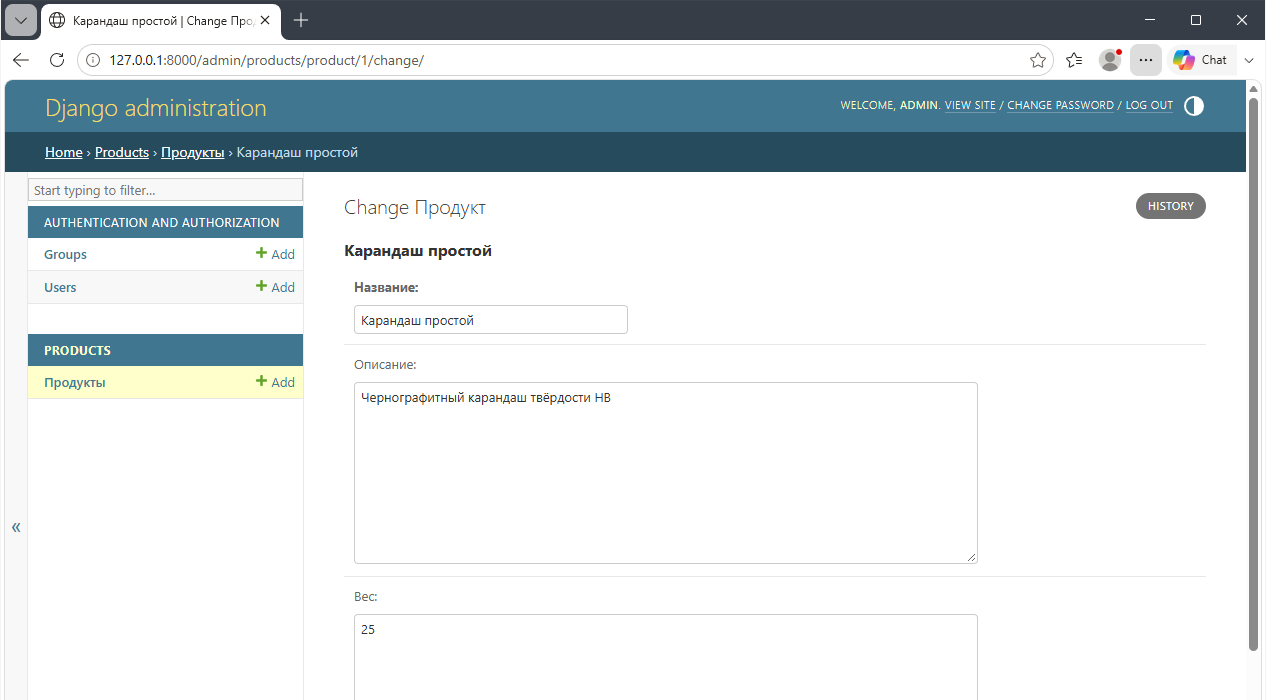 Карандаш простой | Change Про
127.0.0.1:8000/admin/products/product/1/change/
Chat
Django administration
WELCOME, ADMIN. VIEW SITE / CHANGE PASSWORD / LOG OUT
Home › Products › Продукты › Карандаш простой
Start typing to filter...
AUTHENTICATION AND AUTHORIZATION
Groups + Add
Users + Add
PRODUCTS
Продукты + Add
«
Change Продукт
HISTORY
Карандаш простой
Название:
Карандаш простой
Описание:
Чернографитный карандаш твёрдости HB
Вес:
25